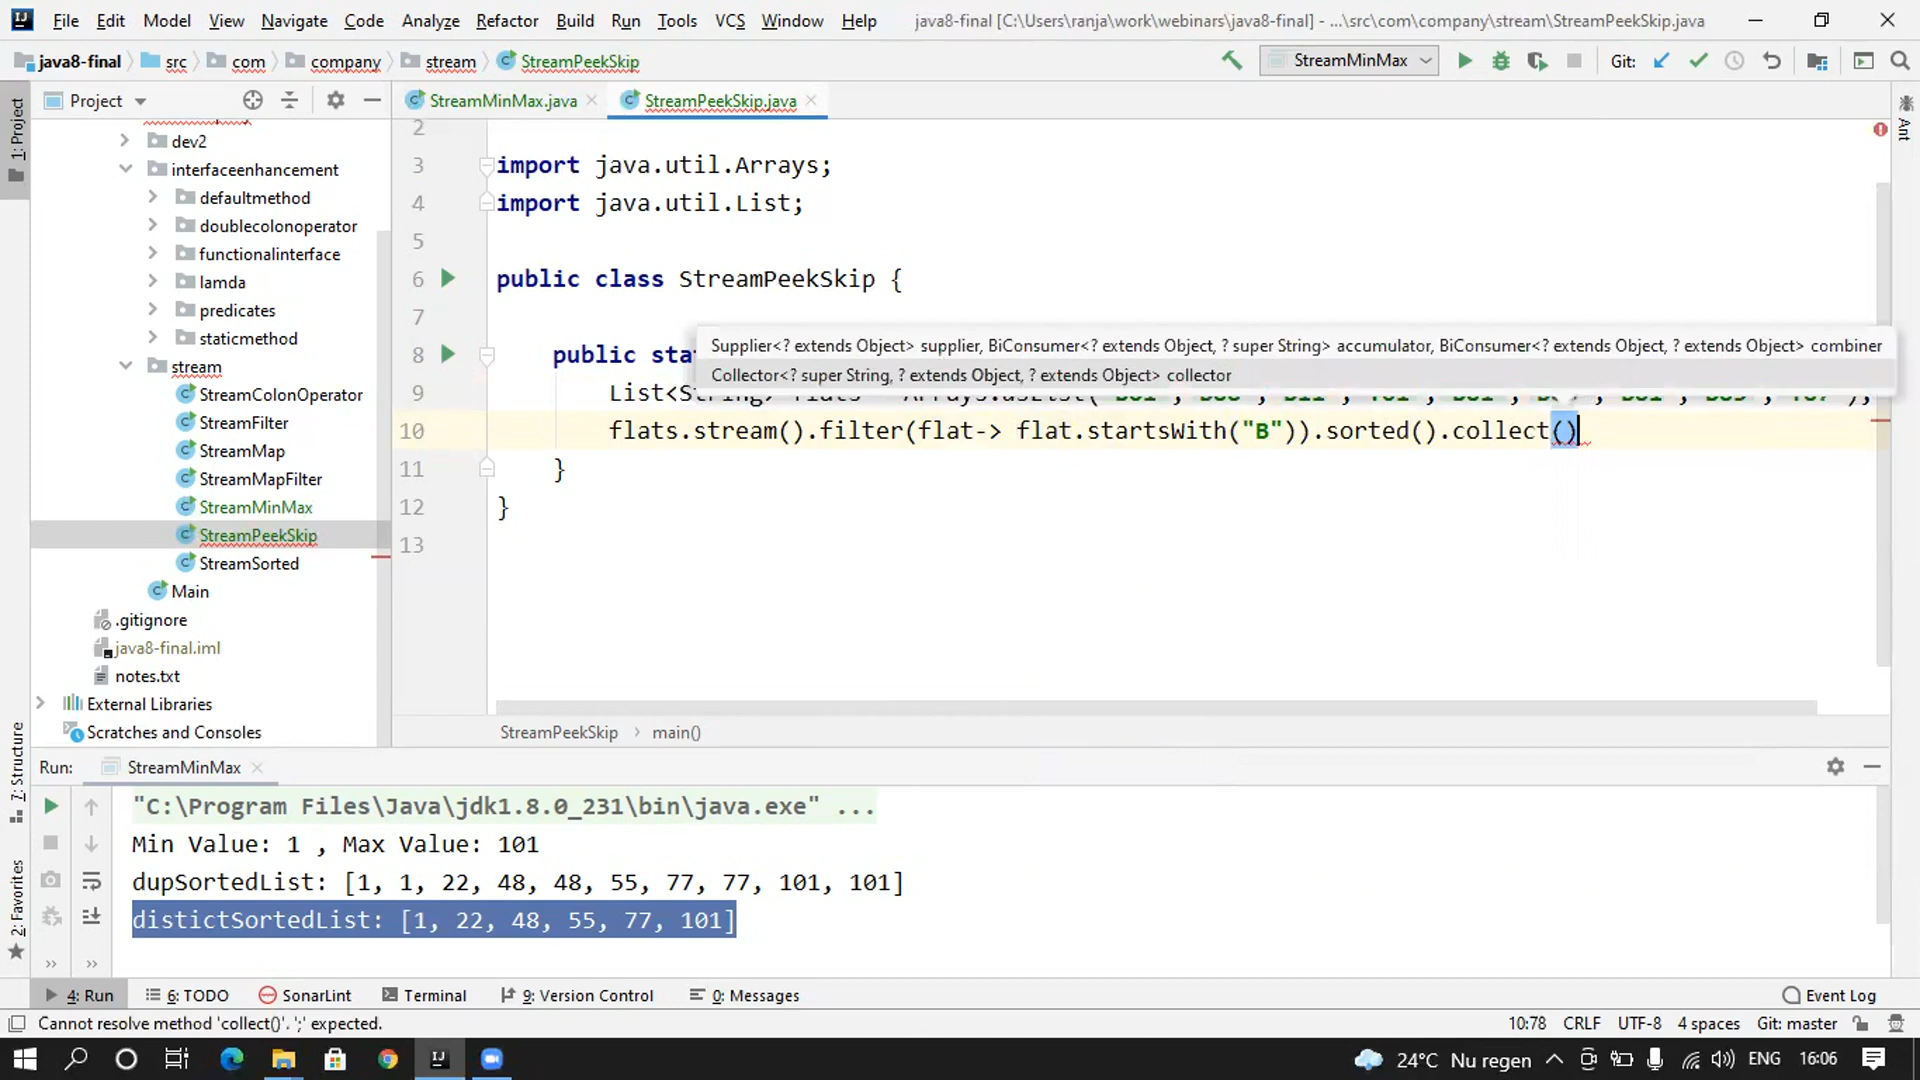 File Edit Model View Navigate Code Analyze Refactor Build Run Tools VCS Window Help java8-final [C:\Users\ranja\work\webinars\java8-final] - ...\src\com\company\stream\StreamPeekSkip.java
java8-final src com company stream StreamPeekSkip StreamMinMax Git:
Project StreamMinMax.java StreamPeekSkip.java
1: Project
Ant
dev2
interfaceenhancement
defaultmethod
doublecolonoperator
functionalinterface
lamda
predicates
staticmethod
stream
StreamColonOperator
StreamFilter
StreamMap
StreamMapFilter
StreamMinMax
StreamPeekSkip
StreamSorted
Main
.gitignore
java8-final.iml
notes.txt
External Libraries
Scratches and Consoles
2
3 import java.util.Arrays;
4 import java.util.List;
5
6 public class StreamPeekSkip {
7
Supplier<? extends Object> supplier, BiConsumer<? extends Object, ? super String> accumulator, BiConsumer<? extends Object, ? extends Object> combiner
8 public sta
Collector<? super String, ? extends Object, ? extends Object> collector
9 List<String> flats
10 flats.stream().filter(flat-> flat.startsWith("B")).sorted().collect()
11 }
12 }
13
StreamPeekSkip › main()
7: Structure
2: Favorites
Run: StreamMinMax
"C:\Program Files\Java\jdk1.8.0_231\bin\java.exe" ...
Min Value: 1 , Max Value: 101
dupSortedList: [1, 1, 22, 48, 48, 55, 77, 77, 101, 101]
distictSortedList: [1, 22, 48, 55, 77, 101]
4: Run 6: TODO SonarLint Terminal 9: Version Control 0: Messages Event Log
Cannot resolve method 'collect()'. ';' expected. 10:78 CRLF UTF-8 4 spaces Git: master
24°C Nu regen ENG 16:06